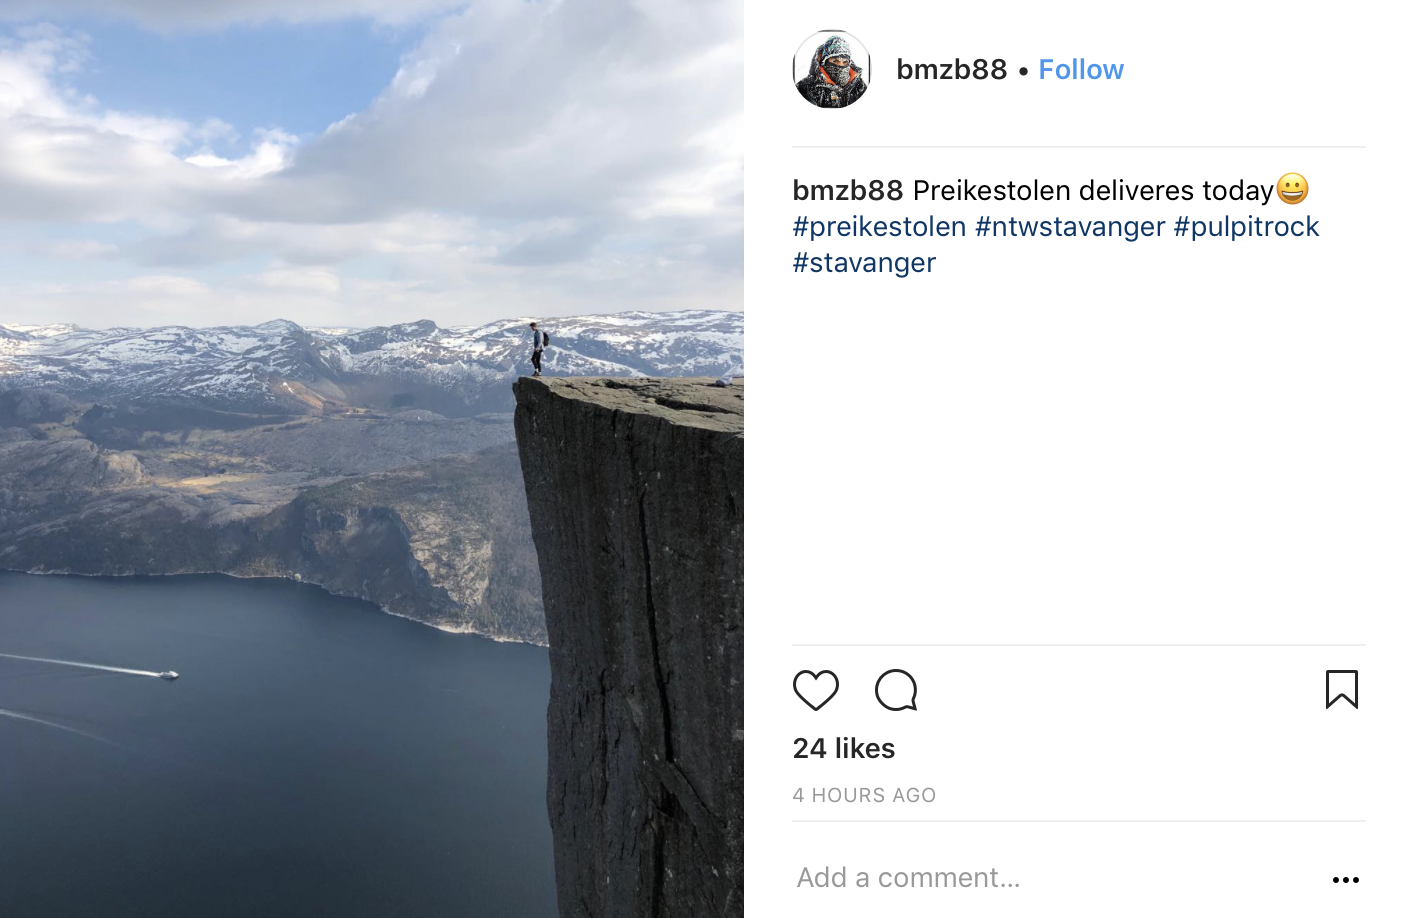 bmzb88 • Follow
bmzb88 Preikestolen deliveres today😀
#preikestolen #ntwstavanger #pulpitrock
#stavanger
24 likes
4 HOURS AGO
Add a comment...